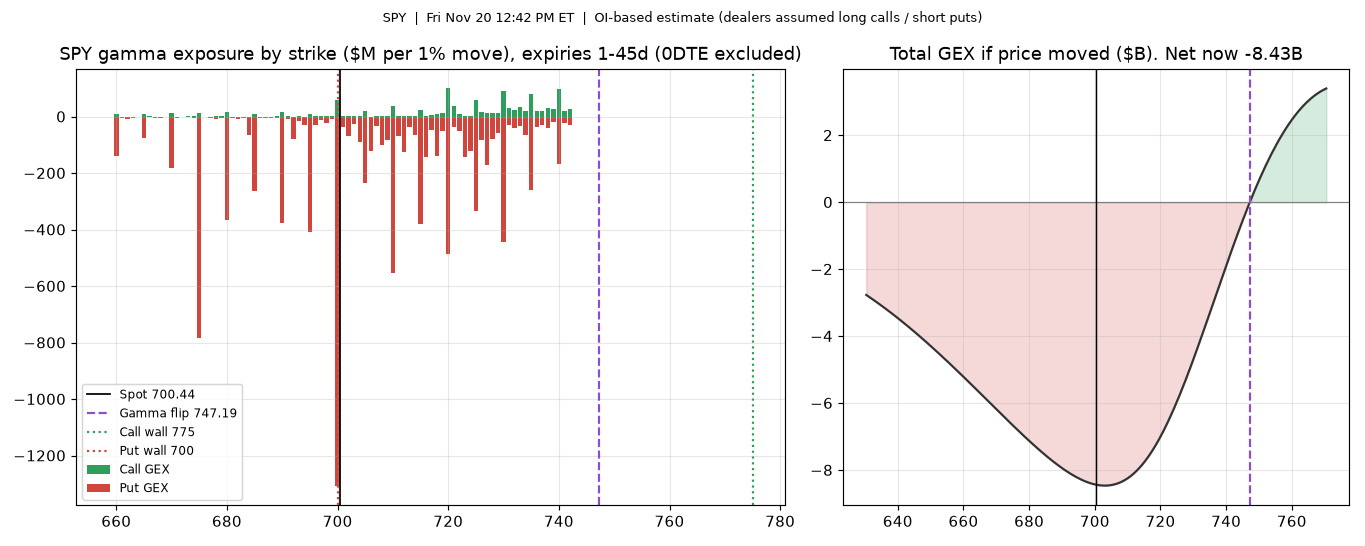 SPY | Fri Nov 20 12:42 PM ET | OI-based estimate (dealers assumed long calls / short puts)
SPY gamma exposure by strike ($M per 1% move), expiries 1-45d (0DTE excluded)
0
−200
−400
−600
−800
−1000
−1200
Spot 700.44
Gamma flip 747.19
Call wall 775
Put wall 700
Call GEX
Put GEX
660 680 700 720 740 760 780
Total GEX if price moved ($B). Net now -8.43B
2
0
−2
−4
−6
−8
640 660 680 700 720 740 760